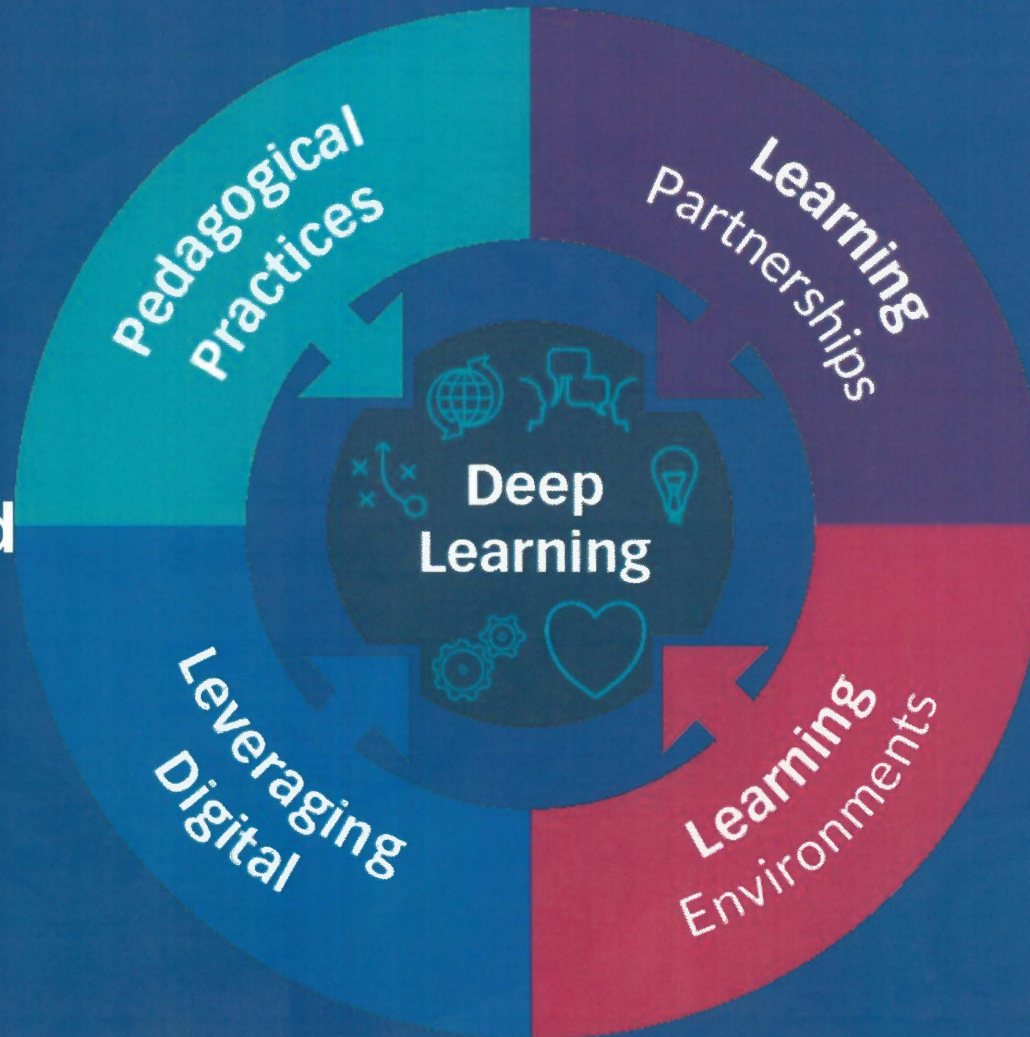 Pedagogical
Practices
Learning
Partnerships
d
Deep
Learning
Leveraging
Digital
Learning
Environments